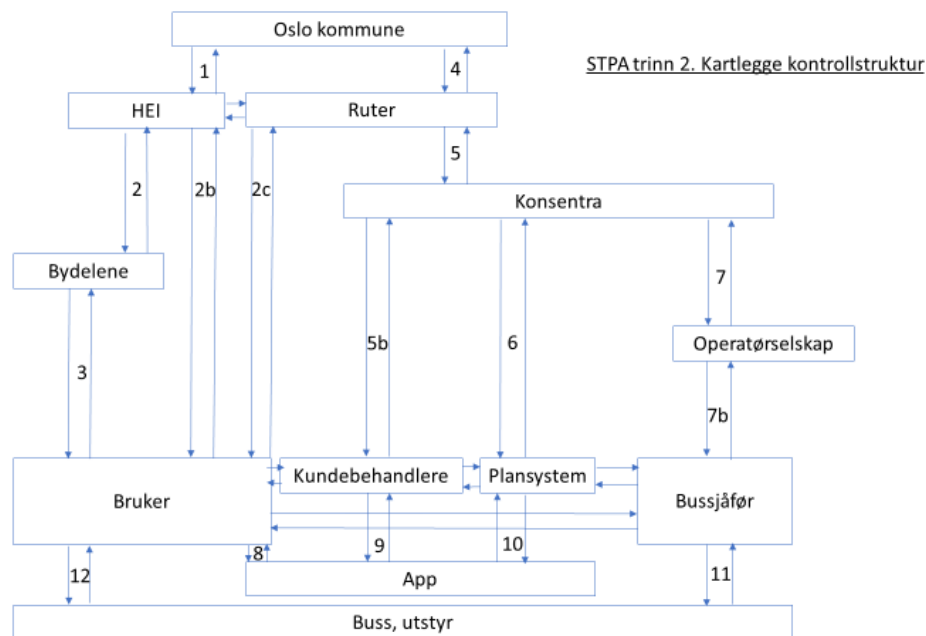 Oslo kommune
STPA trinn 2. Kartlegge kontrollstruktur
1
4
HEI
Ruter
5
2
2b
2c
Konsentra
Bydelene
7
5b
6
Operatørselskap
3
7b
Bruker
Kundebehandlere
Plansystem
Bussjåfør
8
9
10
App
12
11
Buss, utstyr